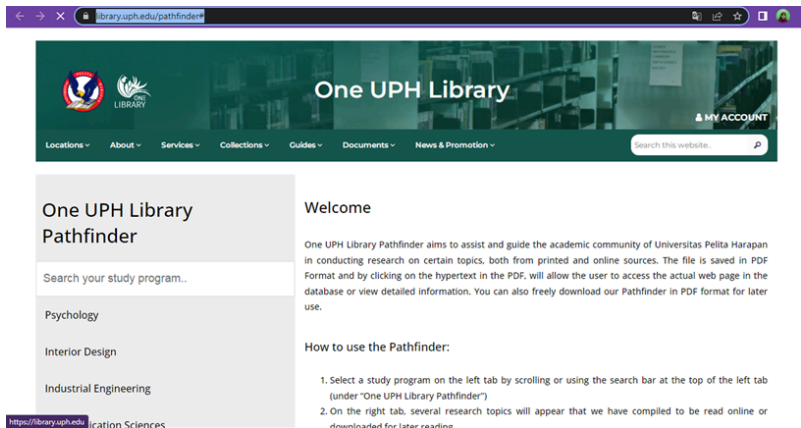 library.uph.edu/pathfinder#
ONE
LIBRARY
One UPH Library
MY ACCOUNT
Locations
About
Services
Collections
Guides
Documents
News & Promotion
Search this website..
One UPH Library
Pathfinder
Search your study program..
Psychology
Interior Design
Industrial Engineering
ication Sciences
Welcome
One UPH Library Pathfinder aims to assist and guide the academic community of Universitas Pelita Harapan
in conducting research on certain topics, both from printed and online sources. The file is saved in PDF
Format and by clicking on the hypertext in the PDF, will allow the user to access the actual web page in the
database or view detailed information. You can also freely download our Pathfinder in PDF format for later
use.
How to use the Pathfinder:
1. Select a study program on the left tab by scrolling or using the search bar at the top of the left tab
(under “One UPH Library Pathfinder”)
2. On the right tab, several research topics will appear that we have compiled to be read online or
downloaded for later reading
https://library.uph.edu